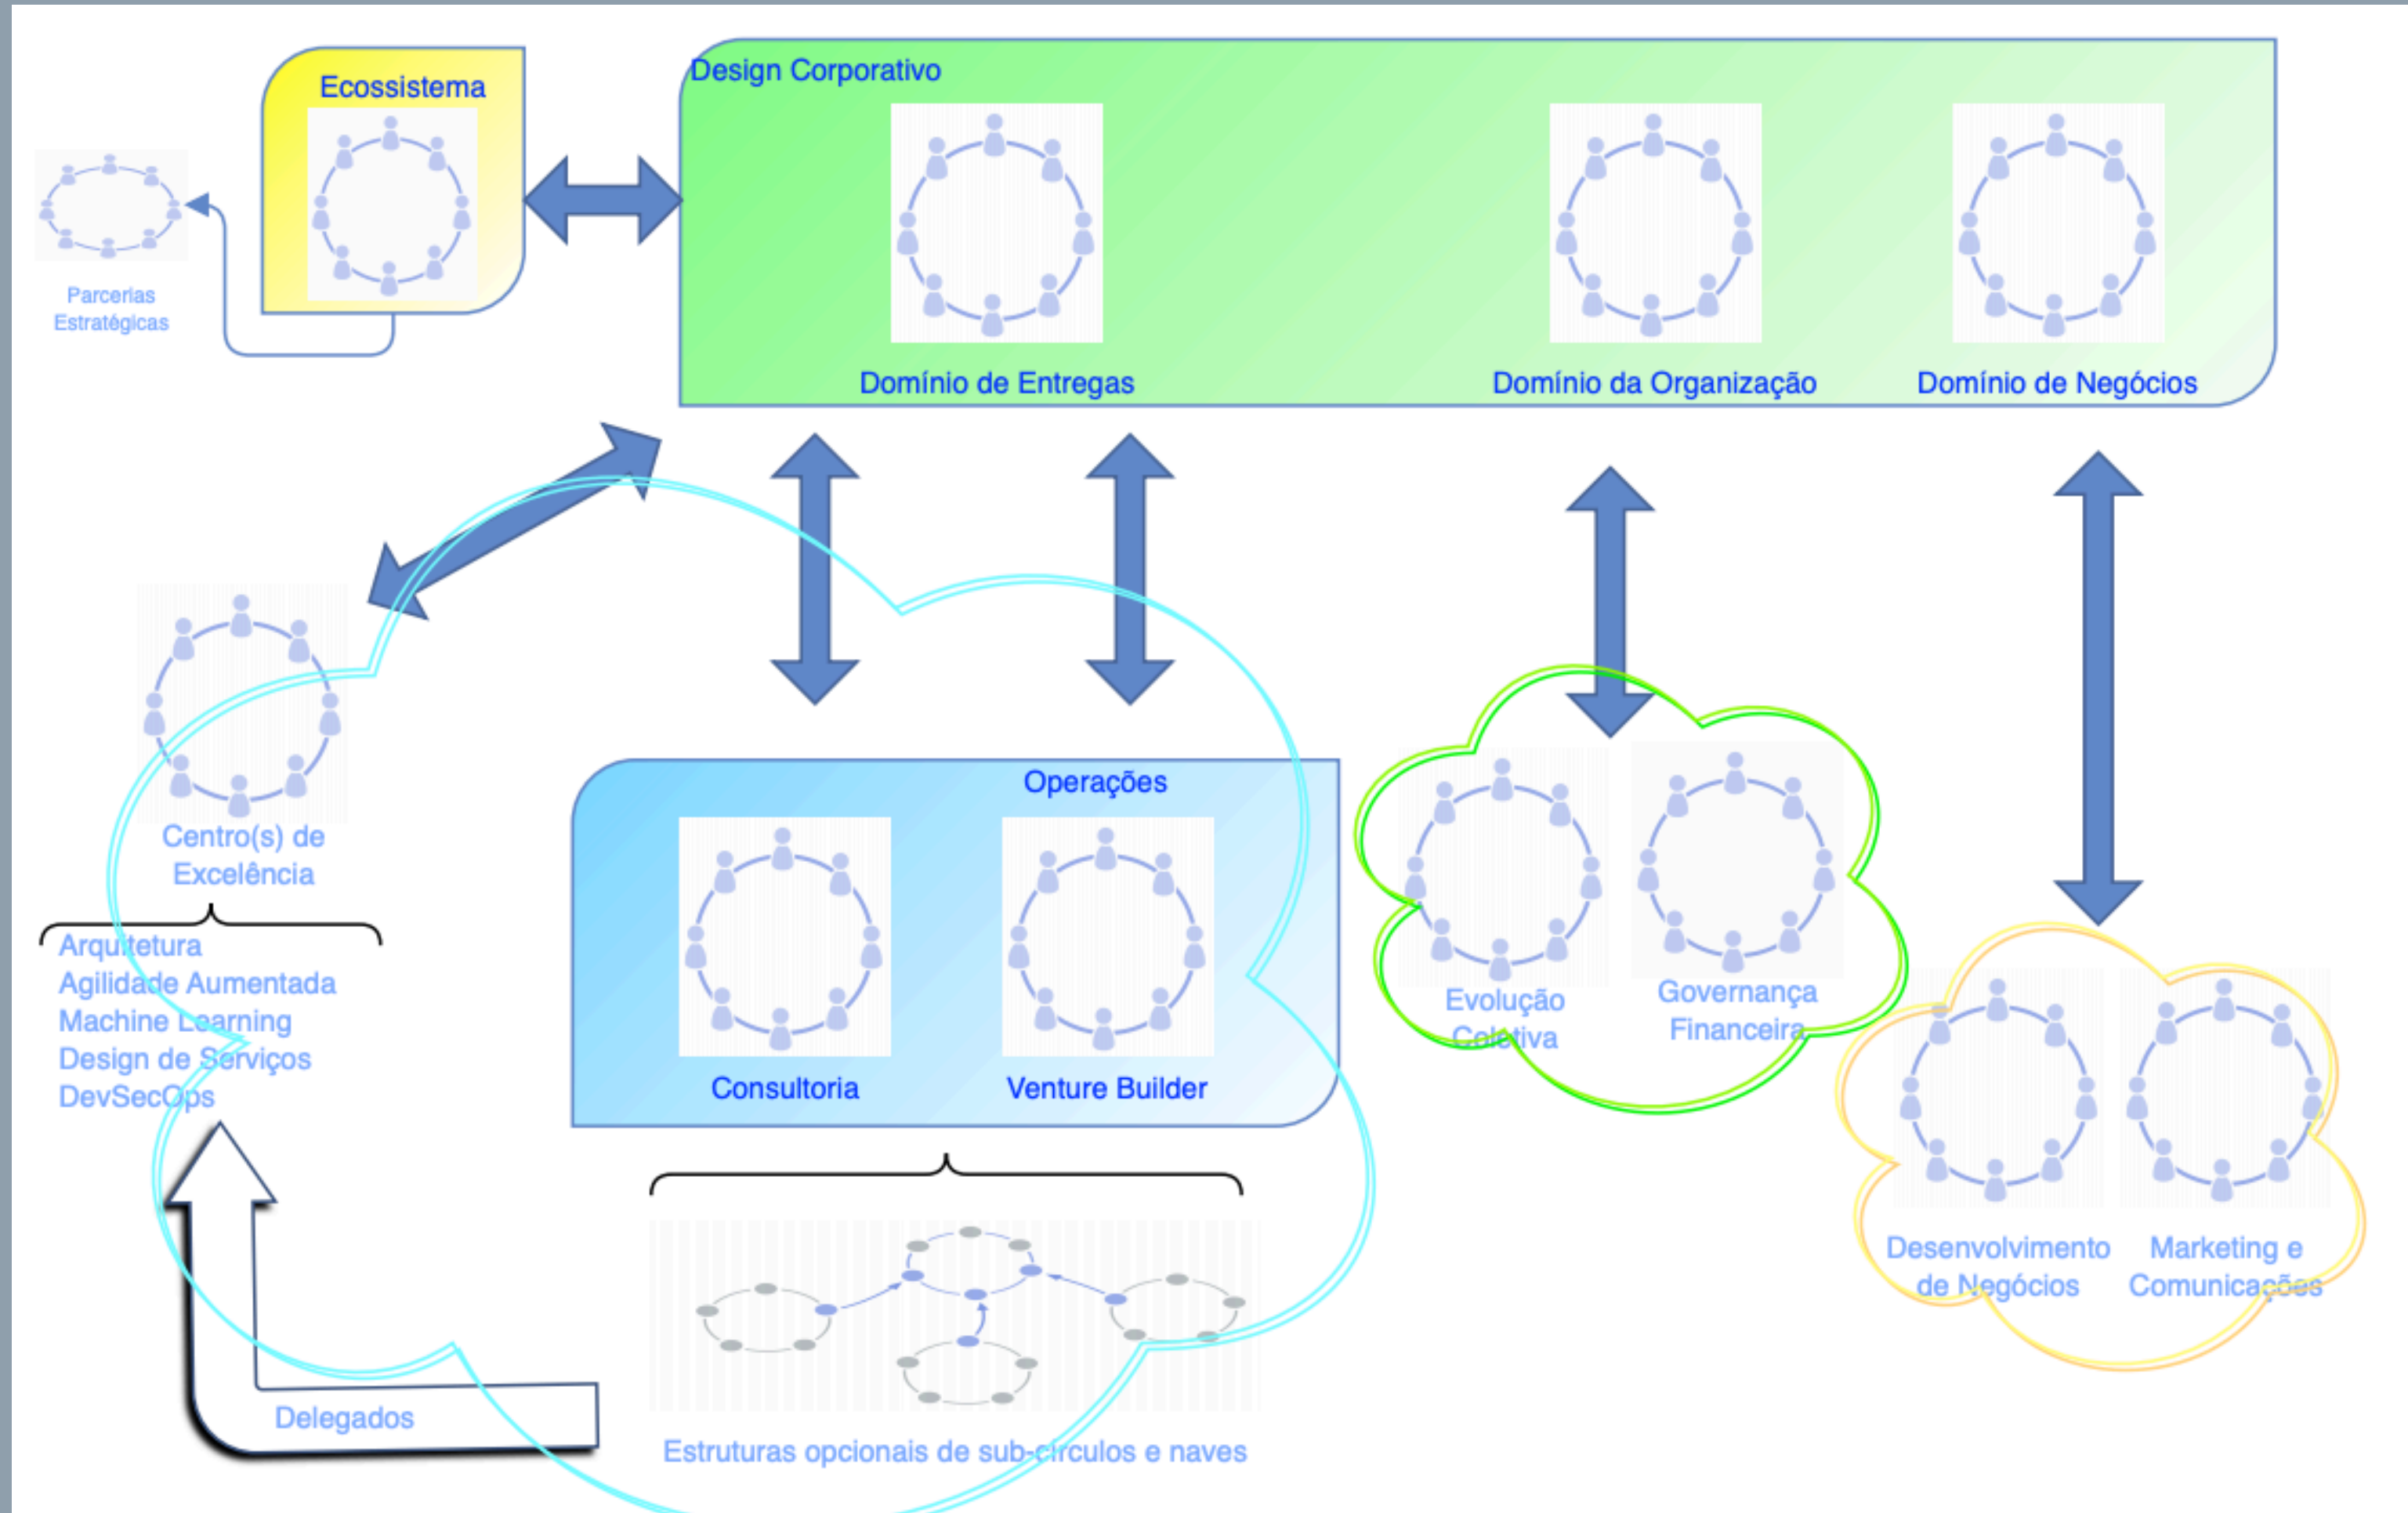 Ecossistema
Design Corporativo
Parcerias
Estratégicas
Domínio de Entregas
Domínio da Organização
Domínio de Negócios
Centro(s) de
Excelência
Arquitetura
Agilidade Aumentada
Machine Learning
Design de Serviços
DevSecOps
Operações
Consultoria
Venture Builder
Evolução
Coletiva
Governança
Financeira
Desenvolvimento
de Negócios
Marketing e
Comunicações
Delegados
Estruturas opcionais de sub-círculos e naves